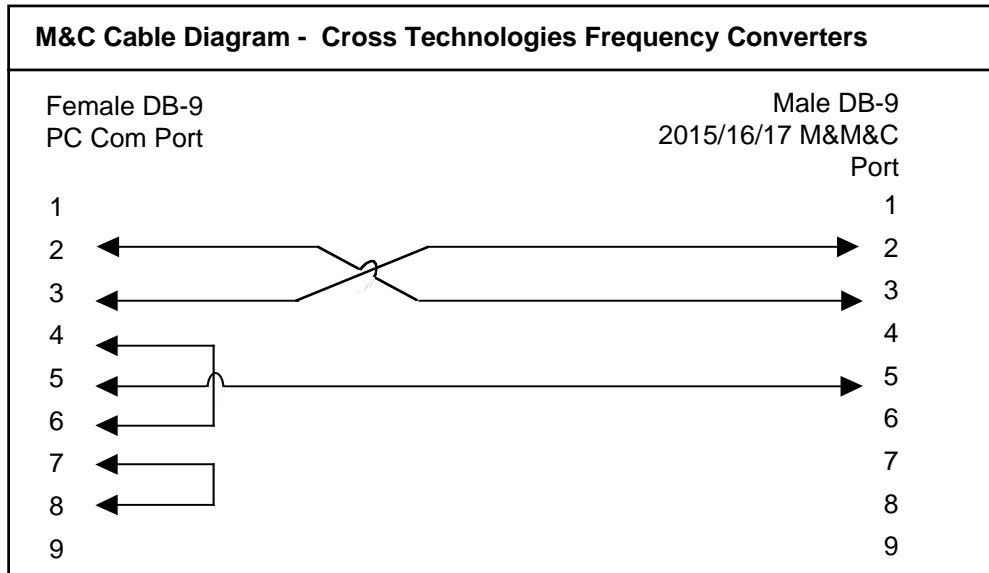 M&C Cable Diagram - Cross Technologies Frequency Converters
Female DB-9
PC Com Port
Male DB-9
2015/16/17 M&M&C
Port
1 1
2 2
3 3
4 4
5 5
6 6
7 7
8 8
9 9